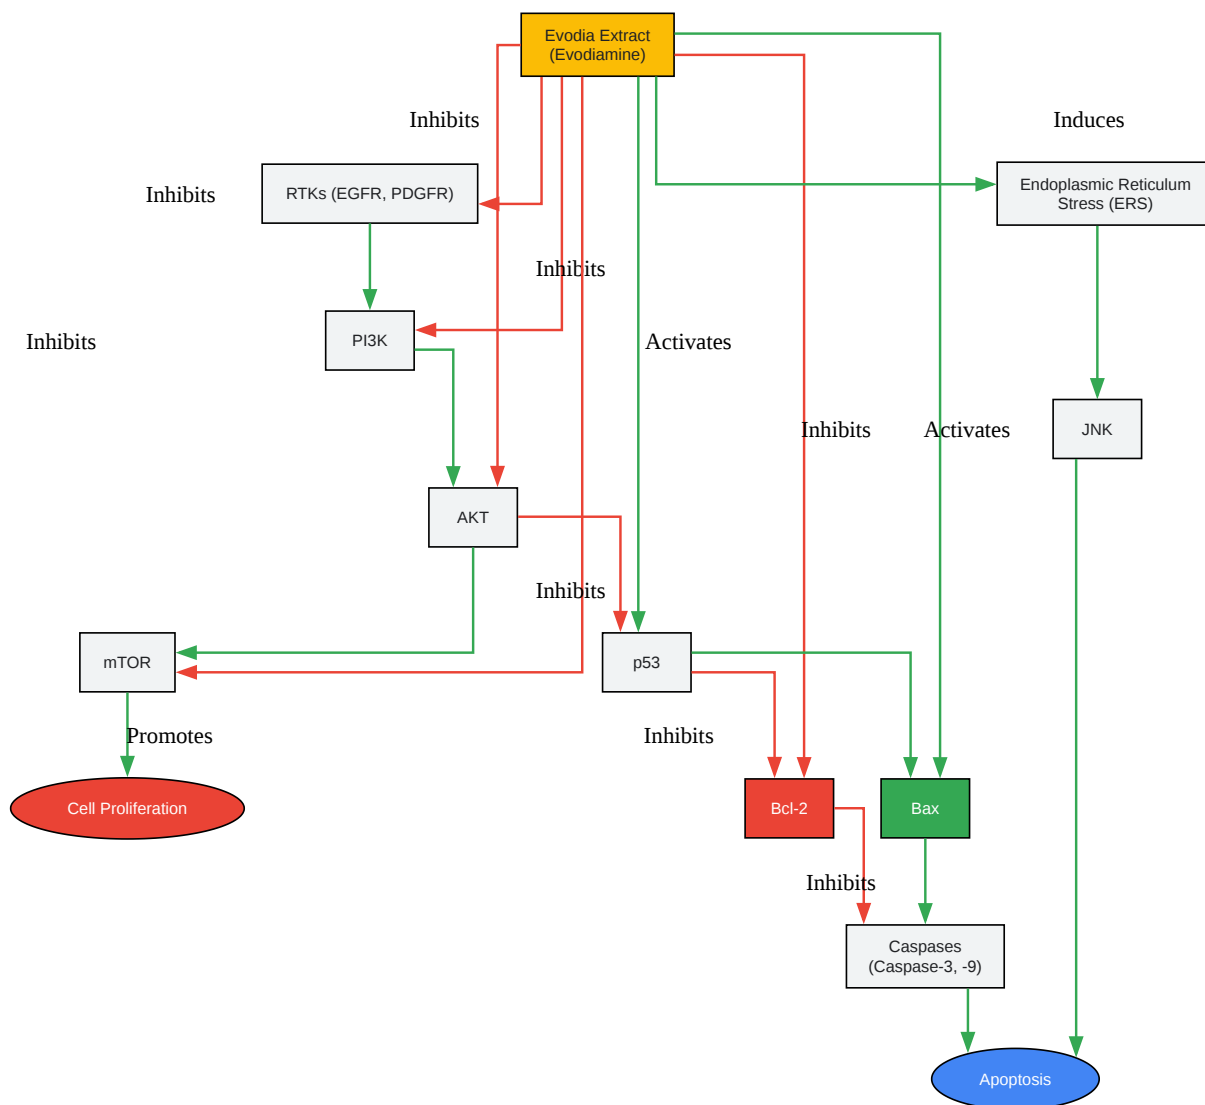 Evodia Extract
(Evodiamine)
Inhibits
Induces
RTKs (EGFR, PDGFR)
Inhibits
Endoplasmic Reticulum
Stress (ERS)
Inhibits
PI3K
Inhibits
Activates
Inhibits
Activates
JNK
AKT
Inhibits
mTOR
p53
Promotes
Inhibits
Cell Proliferation
Bcl-2
Bax
Inhibits
Caspases
(Caspase-3, -9)
Apoptosis